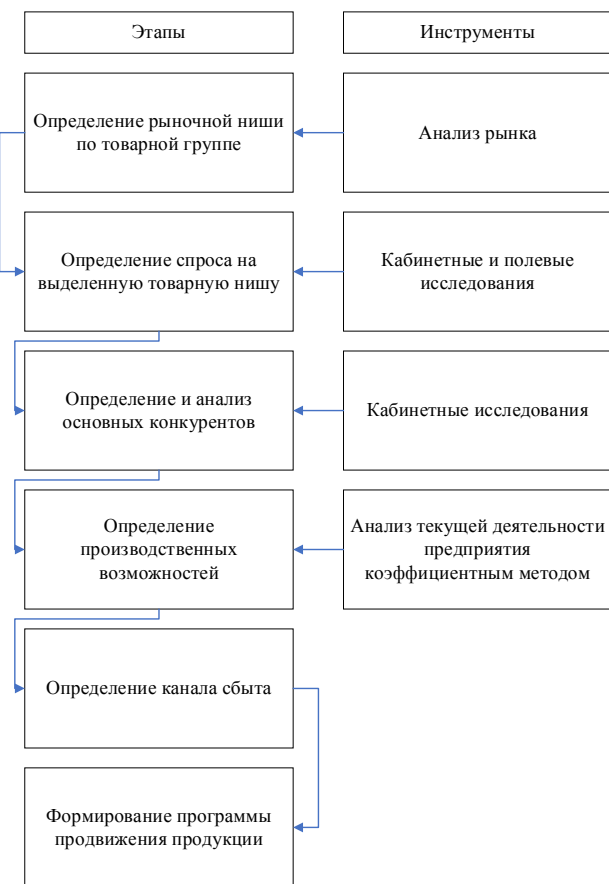 Этапы
Инструменты
Определение рыночной ниши
по товарной группе
Анализ рынка
Определение спроса на
выделенную товарную нишу
Кабинетные и полевые
исследования
Определение и анализ
основных конкурентов
Кабинетные исследования
Определение
производственных
возможностей
Анализ текущей деятельности
предприятия
коэффициентным методом
Определение канала сбыта
Формирование программы
продвижения продукции